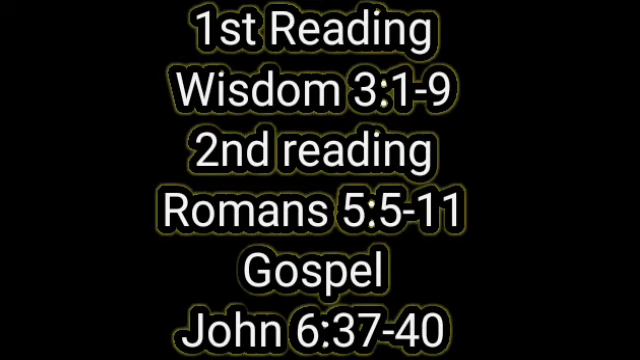 1st Reading
Wisdom 3:1-9
2nd reading
Romans 5:5-11
Gospel
John 6:37-40